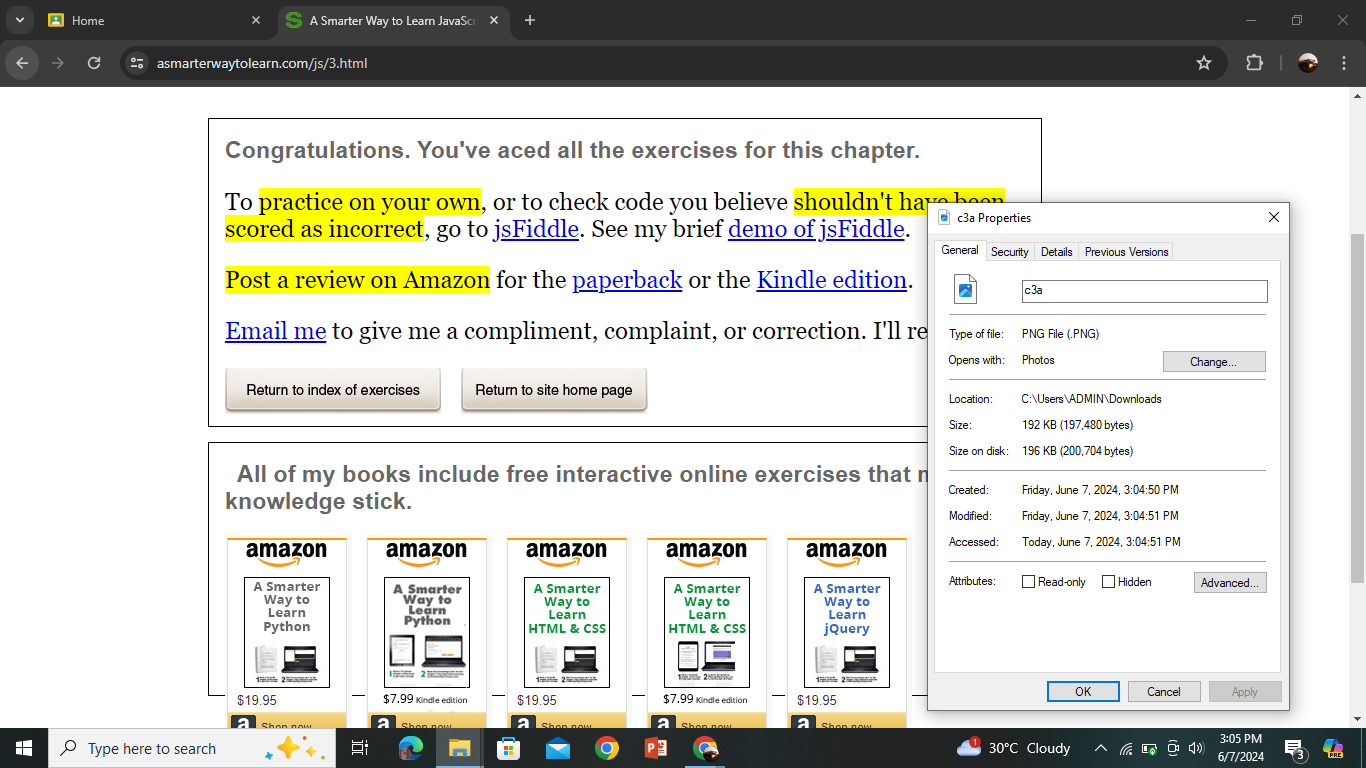 Home
A Smarter Way to Learn JavaScr
asmarterwaytolearn.com/js/3.html
Congratulations. You've aced all the exercises for this chapter.
To practice on your own, or to check code you believe shouldn't have been
scored as incorrect, go to jsFiddle. See my brief demo of jsFiddle.
Post a review on Amazon for the paperback or the Kindle edition.
Email me to give me a compliment, complaint, or correction. I'll re
Return to index of exercises
Return to site home page
All of my books include free interactive online exercises that m
knowledge stick.
amazon
A Smarter
Way to
Learn
Python
$19.95
Shop now
amazon
A Smarter
Way to
Learn
Python
$7.99 Kindle edition
Shop now
amazon
A Smarter
Way to
Learn
HTML & CSS
$19.95
Shop now
amazon
A Smarter
Way to
Learn
HTML & CSS
$7.99 Kindle edition
Shop now
amazon
A Smarter
Way to
Learn
jQuery
$19.95
Shop now
c3a Properties
General
Security
Details
Previous Versions
c3a
Type of file: PNG File (.PNG)
Opens with: Photos
Change...
Location: C:\Users\ADMIN\Downloads
Size: 192 KB (197,480 bytes)
Size on disk: 196 KB (200,704 bytes)
Created: Friday, June 7, 2024, 3:04:50 PM
Modified: Friday, June 7, 2024, 3:04:51 PM
Accessed: Today, June 7, 2024, 3:04:51 PM
Attributes: Read-only Hidden
Advanced...
OK
Cancel
Apply
Type here to search
1
30°C Cloudy
3:05 PM
6/7/2024
3
PRE